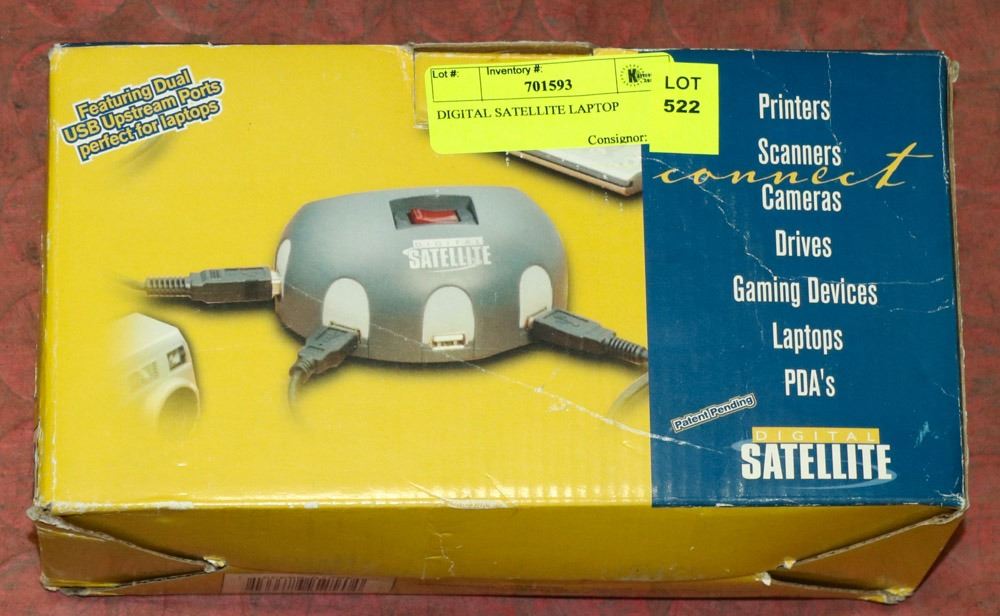 Featuring Dual
USB Upstream Ports
perfect for laptops
Lot #:
Inventory #:
701593
DIGITAL SATELLITE LAPTOP
Consignor:
LOT
522
DIGITAL
SATELLITE
Printers
Scanners
connect
Cameras
Drives
Gaming Devices
Laptops
PDA's
Patent Pending
DIGITAL
SATELLITE